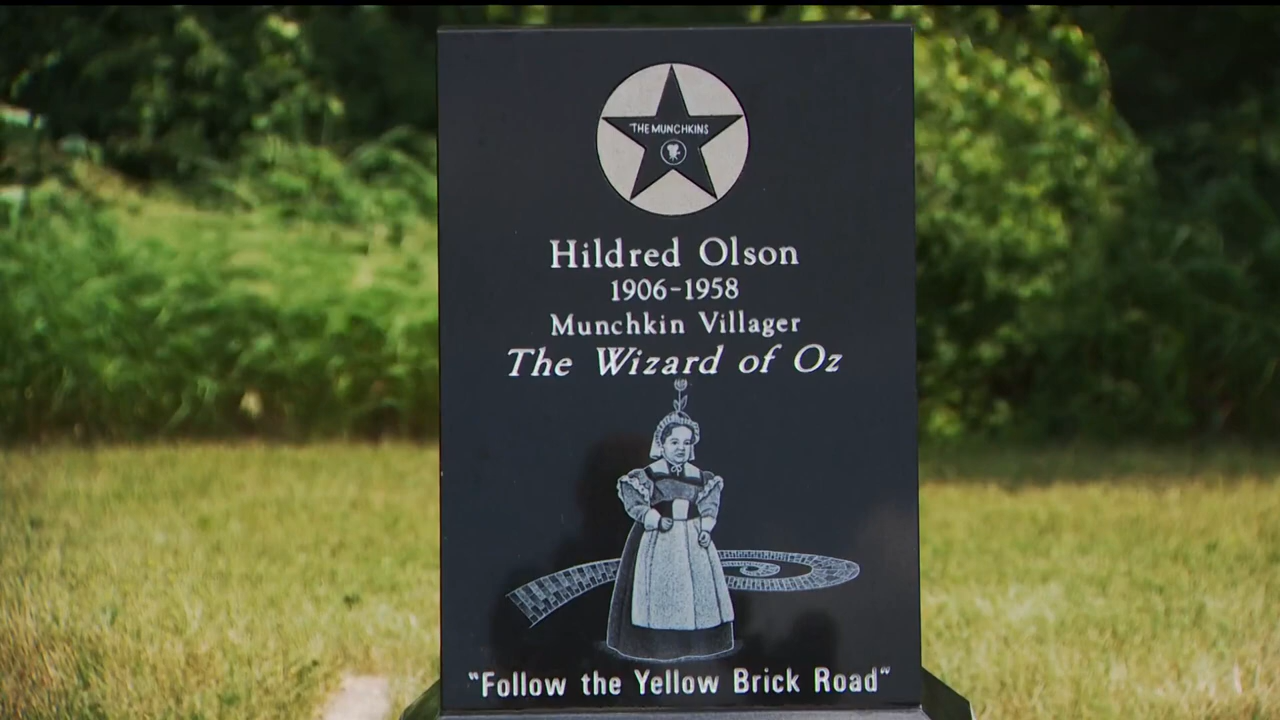 "THE MUNCHKINS
Hildred Olson
1906-1958
Munchkin Villager
The Wizard of Oz
"Follow the Yellow Brick Road"